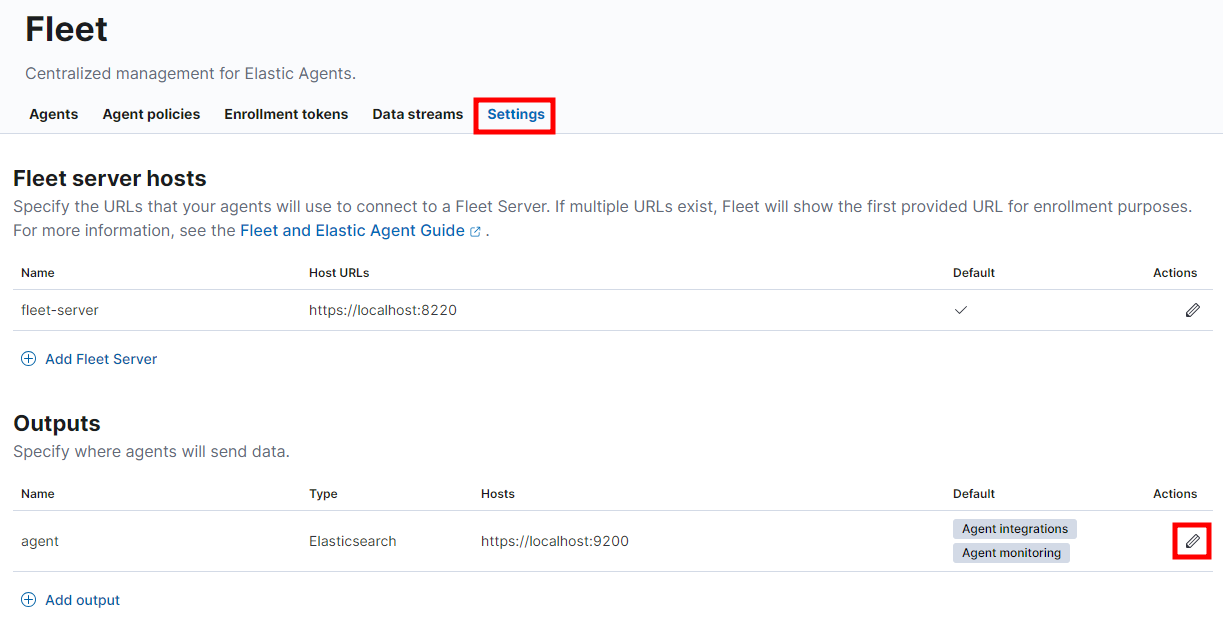 Fleet
Centralized management for Elastic Agents.
Agents Agent policies Enrollment tokens Data streams Settings
Fleet server hosts
Specify the URLs that your agents will use to connect to a Fleet Server. If multiple URLs exist, Fleet will show the first provided URL for enrollment purposes.
For more information, see the Fleet and Elastic Agent Guide .
Name Host URLs Default Actions
fleet-server https://localhost:8220
Add Fleet Server
Outputs
Specify where agents will send data.
Name Type Hosts Default Actions
agent Elasticsearch https://localhost:9200 Agent integrations
Agent monitoring
Add output